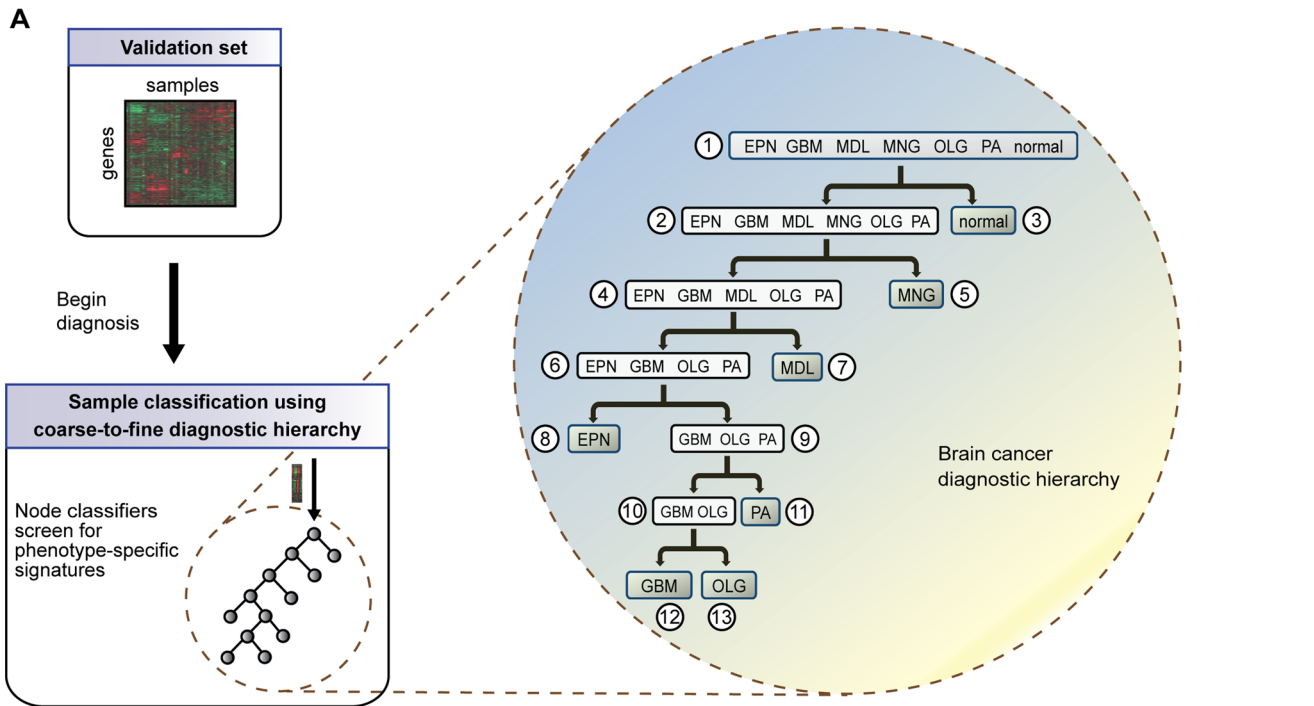 A
Validation set
samples
genes
Begin
diagnosis
Sample classification using
coarse-to-fine diagnostic hierarchy
Node classifiers
screen for
phenotype-specific
signatures
1 EPN GBM MDL MNG OLG PA normal
2 EPN GBM MDL MNG OLG PA normal 3
4 EPN GBM MDL OLG PA MNG 5
6 EPN GBM OLG PA MDL 7
8 EPN GBM OLG PA 9
Brain cancer
diagnostic hierarchy
10 GBM OLG PA 11
GBM OLG
12 13